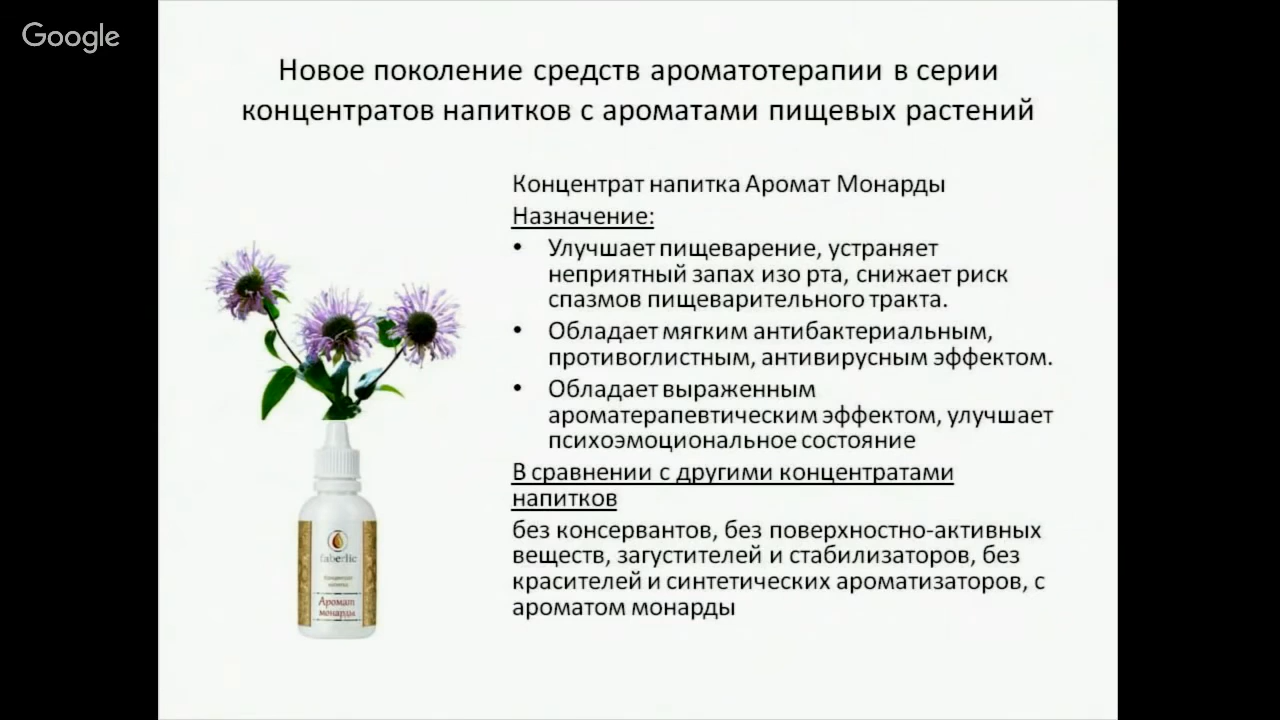 Google
Новое поколение средств ароматотерапии в серии
концентратов напитков с ароматами пищевых растений
Концентрат напитка Аромат Монарды
Назначение:
• Улучшает пищеварение, устраняет
неприятный запах изо рта, снижает риск
спазмов пищеварительного тракта.
• Обладает мягким антибактериальным,
противоглистным, антивирусным эффектом.
• Обладает выраженным
ароматерапевтическим эффектом, улучшает
психоэмоциональное состояние
В сравнении с другими концентратами
напитков
без консервантов, без поверхностно-активных
веществ, загустителей и стабилизаторов, без
красителей и синтетических ароматизаторов, с
ароматом монарды
faberlic
Концентрат
напитка
Аромат
монарды